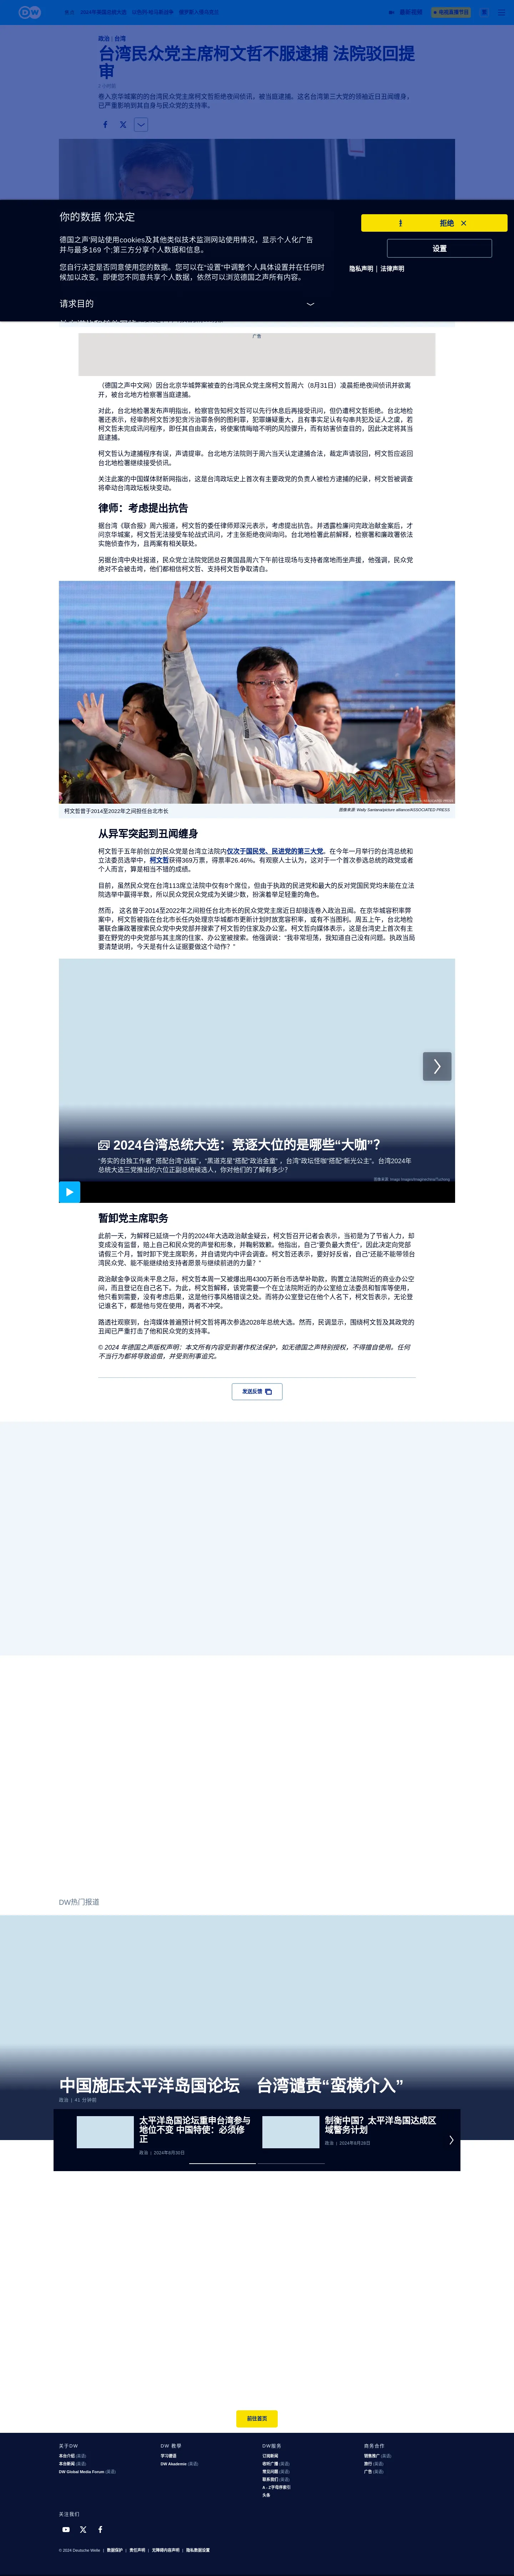 DW
最新视频
电视直播节目
政治 | 台湾
台湾民众党主席柯文哲不服逮捕 法院驳回提
审
卷入京华城案的的台湾民众党主席柯文哲拒绝夜间侦讯、被当庭逮捕。这名台湾第三大党的领袖近日丑闻缠身，
已严重影响到其自身与民众党的支持率。
你的数据 你决定
德国之声'网站使用cookies及其他类似技术监测网站使用情况，显示个人化广告
并与最多169 个;第三方分享个人数据和信息。
您自行决定是否同意使用您的数据。您可以在“设置”中调整个人具体设置并在任何时
候加以改变。即便您不同意共享个人数据，依然可以浏览德国之声所有内容。
请求目的
拒绝
设置
隐私声明 | 法律声明
广告
（德国之声中文网）因台北京华城弊案被查的台湾民众党主席柯文哲周六（8月31日）凌晨拒绝夜间侦讯并欲离
开，被台北地方检察署当庭逮捕。
对此，台北地检署发布声明指出，检察官告知柯文哲可以先行休息后再接受讯问，但仍遭柯文哲拒绝。台北地检
署还表示，经审酌柯文哲涉犯贪污治罪条例的图利罪，犯罪嫌疑重大，且有事实足认有勾串共犯及证人之虞，若
柯文哲未完成讯问程序，即任其自由离去，将使案情晦暗不明的风险骤升，而有妨害侦查目的，因此决定将其当
庭逮捕。
柯文哲认为逮捕程序有误，声请提审。台北地方法院则于周六当天认定逮捕合法，裁定声请驳回，柯文哲应返回
台北地检署继续接受侦讯。
关注此案的中国媒体财新网指出，这是台湾政坛史上首次有主要政党的负责人被检方逮捕的纪录，柯文哲被调查
将牵动台湾政坛板块变动。
律师：考虑提出抗告
据台湾《联合报》周六报道，柯文哲的委任律师郑深元表示，考虑提出抗告。并透露检廉问完政治献金案后，才
问京华城案，柯文哲无法接受车轮战式讯问，才主张拒绝夜间询问。台北地检署此前解释，检察署和廉政署依法
实施侦查作为，且两案有相关联处。
另据台湾中央社报道，民众党立法院党团总召黄国昌周六下午前往现场与支持者席地而坐声援，他强调，民众党
绝对不会被击垮，他们都相信柯文哲、支持柯文哲争取清白。
柯文哲曾于2014至2022年之间担任台北市长
图像来源: Wally Santana/picture alliance/ASSOCIATED PRESS
从异军突起到丑闻缠身
柯文哲于五年前创立的民众党是台湾立法院内仅次于国民党、民进党的第三大党。在今年一月举行的台湾总统和
立法委员选举中，柯文哲获得369万票，得票率26.46%。有观察人士认为，这对于一个首次参选总统的政党或者
个人而言，算是相当不错的成绩。
目前，虽然民众党在台湾113席立法院中仅有8个席位，但由于执政的民进党和最大的反对党国民党均未能在立法
院选举中赢得半数，所以民众党民众党成为关键少数，扮演着举足轻重的角色。
然而， 这名曾于2014至2022年之间担任台北市长的民众党党主席近日却接连卷入政治丑闻。在京华城容积率弊
案中，柯文哲被指在台北市长任内处理京华城都市更新计划时放宽容积率，或有不当图利。周五上午，台北地检
署联合廉政署搜索民众党中央党部并搜索了柯文哲的住家及办公室。柯文哲向媒体表示，这是台湾史上首次有主
要在野党的中央党部与其主席的住家、办公室被搜索。他强调说：“我非常坦荡，我知道自己没有问题。执政当局
要清楚说明，今天是有什么证据要做这个动作？”
2024台湾总统大选：竞逐大位的是哪些“大咖”？
“务实的台独工作者” 搭配台湾“战猫”，“黑道克星”搭配“政治金童” ，台湾“政坛怪咖”搭配“新光公主”。台湾2024年
总统大选三党推出的六位正副总统候选人，你对他们的了解有多少？
暂卸党主席职务
此前一天，为解释已延烧一个月的2024年大选政治献金疑云，柯文哲召开记者会表示，当初是为了节省人力，却
变成没有监督，赔上自己和民众党的声誉和形象，并鞠躬致歉。他指出，自己“要负最大责任”，因此决定向党部
请假三个月，暂时卸下党主席职务，并自请党内中评会调查。柯文哲还表示，要好好反省，自己“还能不能带领台
湾民众党、能不能继续给支持者愿景与继续前进的力量？”
政治献金争议尚未平息之际，柯文哲本周一又被爆出用4300万新台币选举补助款，购置立法院附近的商业办公空
间，而且登记在自己名下。为此，柯文哲解释，该党需要一个在立法院附近的办公室给立法委员和智库等使用，
他只看到需要，没有考虑后果，这是他行事风格错误之处。而将办公室登记在他个人名下，柯文哲表示，无论登
记谁名下，都是他与党在使用，两者不冲突。
路透社观察到，台湾媒体普遍预计柯文哲将再次参选2028年总统大选。然而，民调显示，围绕柯文哲及其政党的
丑闻已严重打击了他和民众党的支持率。
© 2024 年德国之声版权声明：本文所有内容受到著作权法保护，如无德国之声特别授权，不得擅自使用。任何
不当行为都将导致追偿，并受到刑事追究。
发送反馈
DW热门报道
中国施压太平洋岛国论坛 台湾谴责“蛮横介入”
政治 | 41 分钟前
太平洋岛国论坛重申台湾参与
地位不变 中国特使：必须修
正
政治 | 2024年8月30日
制衡中国？太平洋岛国达成区
域警务计划
政治 | 2024年8月28日
前往首页
关于DW
本台介绍 (英语)
本台新闻 (英语)
DW Global Media Forum (英语)
DW 教学
学习德语
DW Akademie (英语)
DW服务
订阅新闻
收听广播 (英语)
常见问题 (英语)
联系我们 (英语)
A - Z字母排索引
头条
商务合作
销售推广 (英语)
旅行 (英语)
广告 (英语)
关注我们
© 2024 Deutsche Welle | 数据保护 | 责任声明 | 无障碍内容声明 | 隐私数据设置